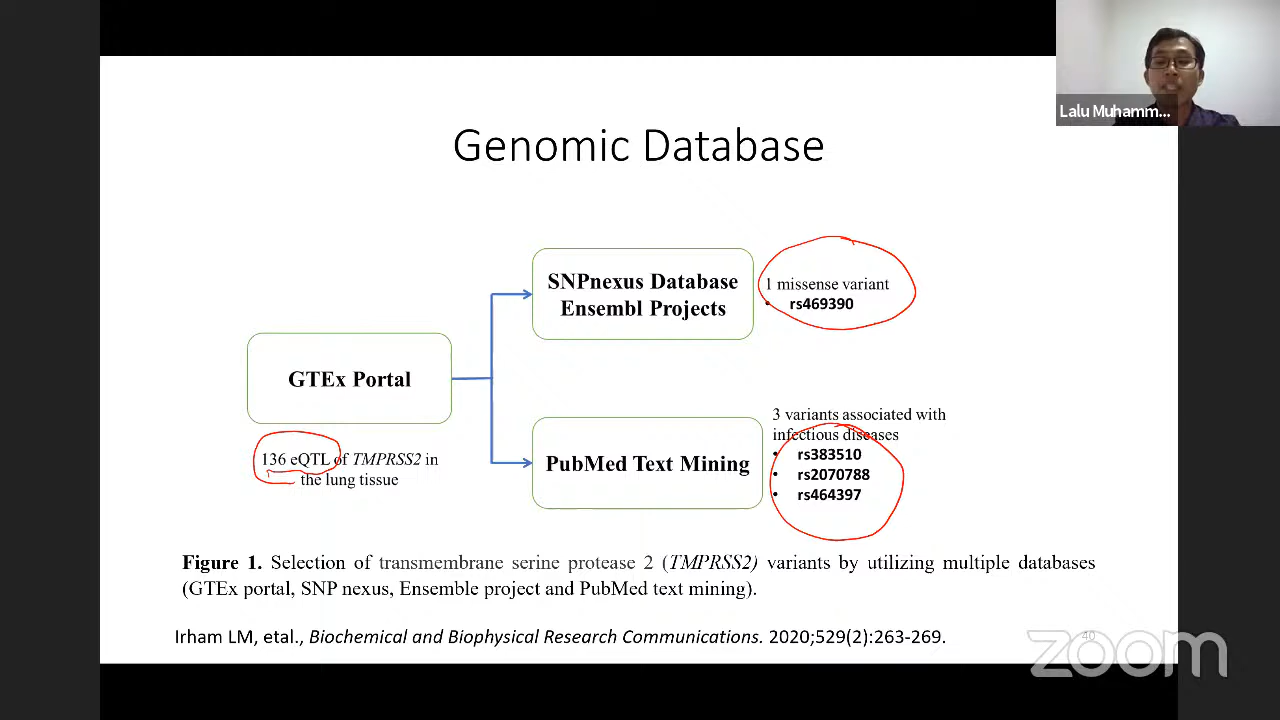 Lalu Muhamm...
Genomic Database
SNPnexus Database
Ensembl Projects
1 missense variant
• rs469390
GTEx Portal
136 eQTL of TMPRSS2 in
the lung tissue
PubMed Text Mining
3 variants associated with
infectious diseases
• rs383510
• rs2070788
• rs464397
Figure 1. Selection of transmembrane serine protease 2 (TMPRSS2) variants by utilizing multiple databases
(GTEx portal, SNP nexus, Ensemble project and PubMed text mining).
Irham LM, etal., Biochemical and Biophysical Research Communications. 2020;529(2):263-269.
40
zoom